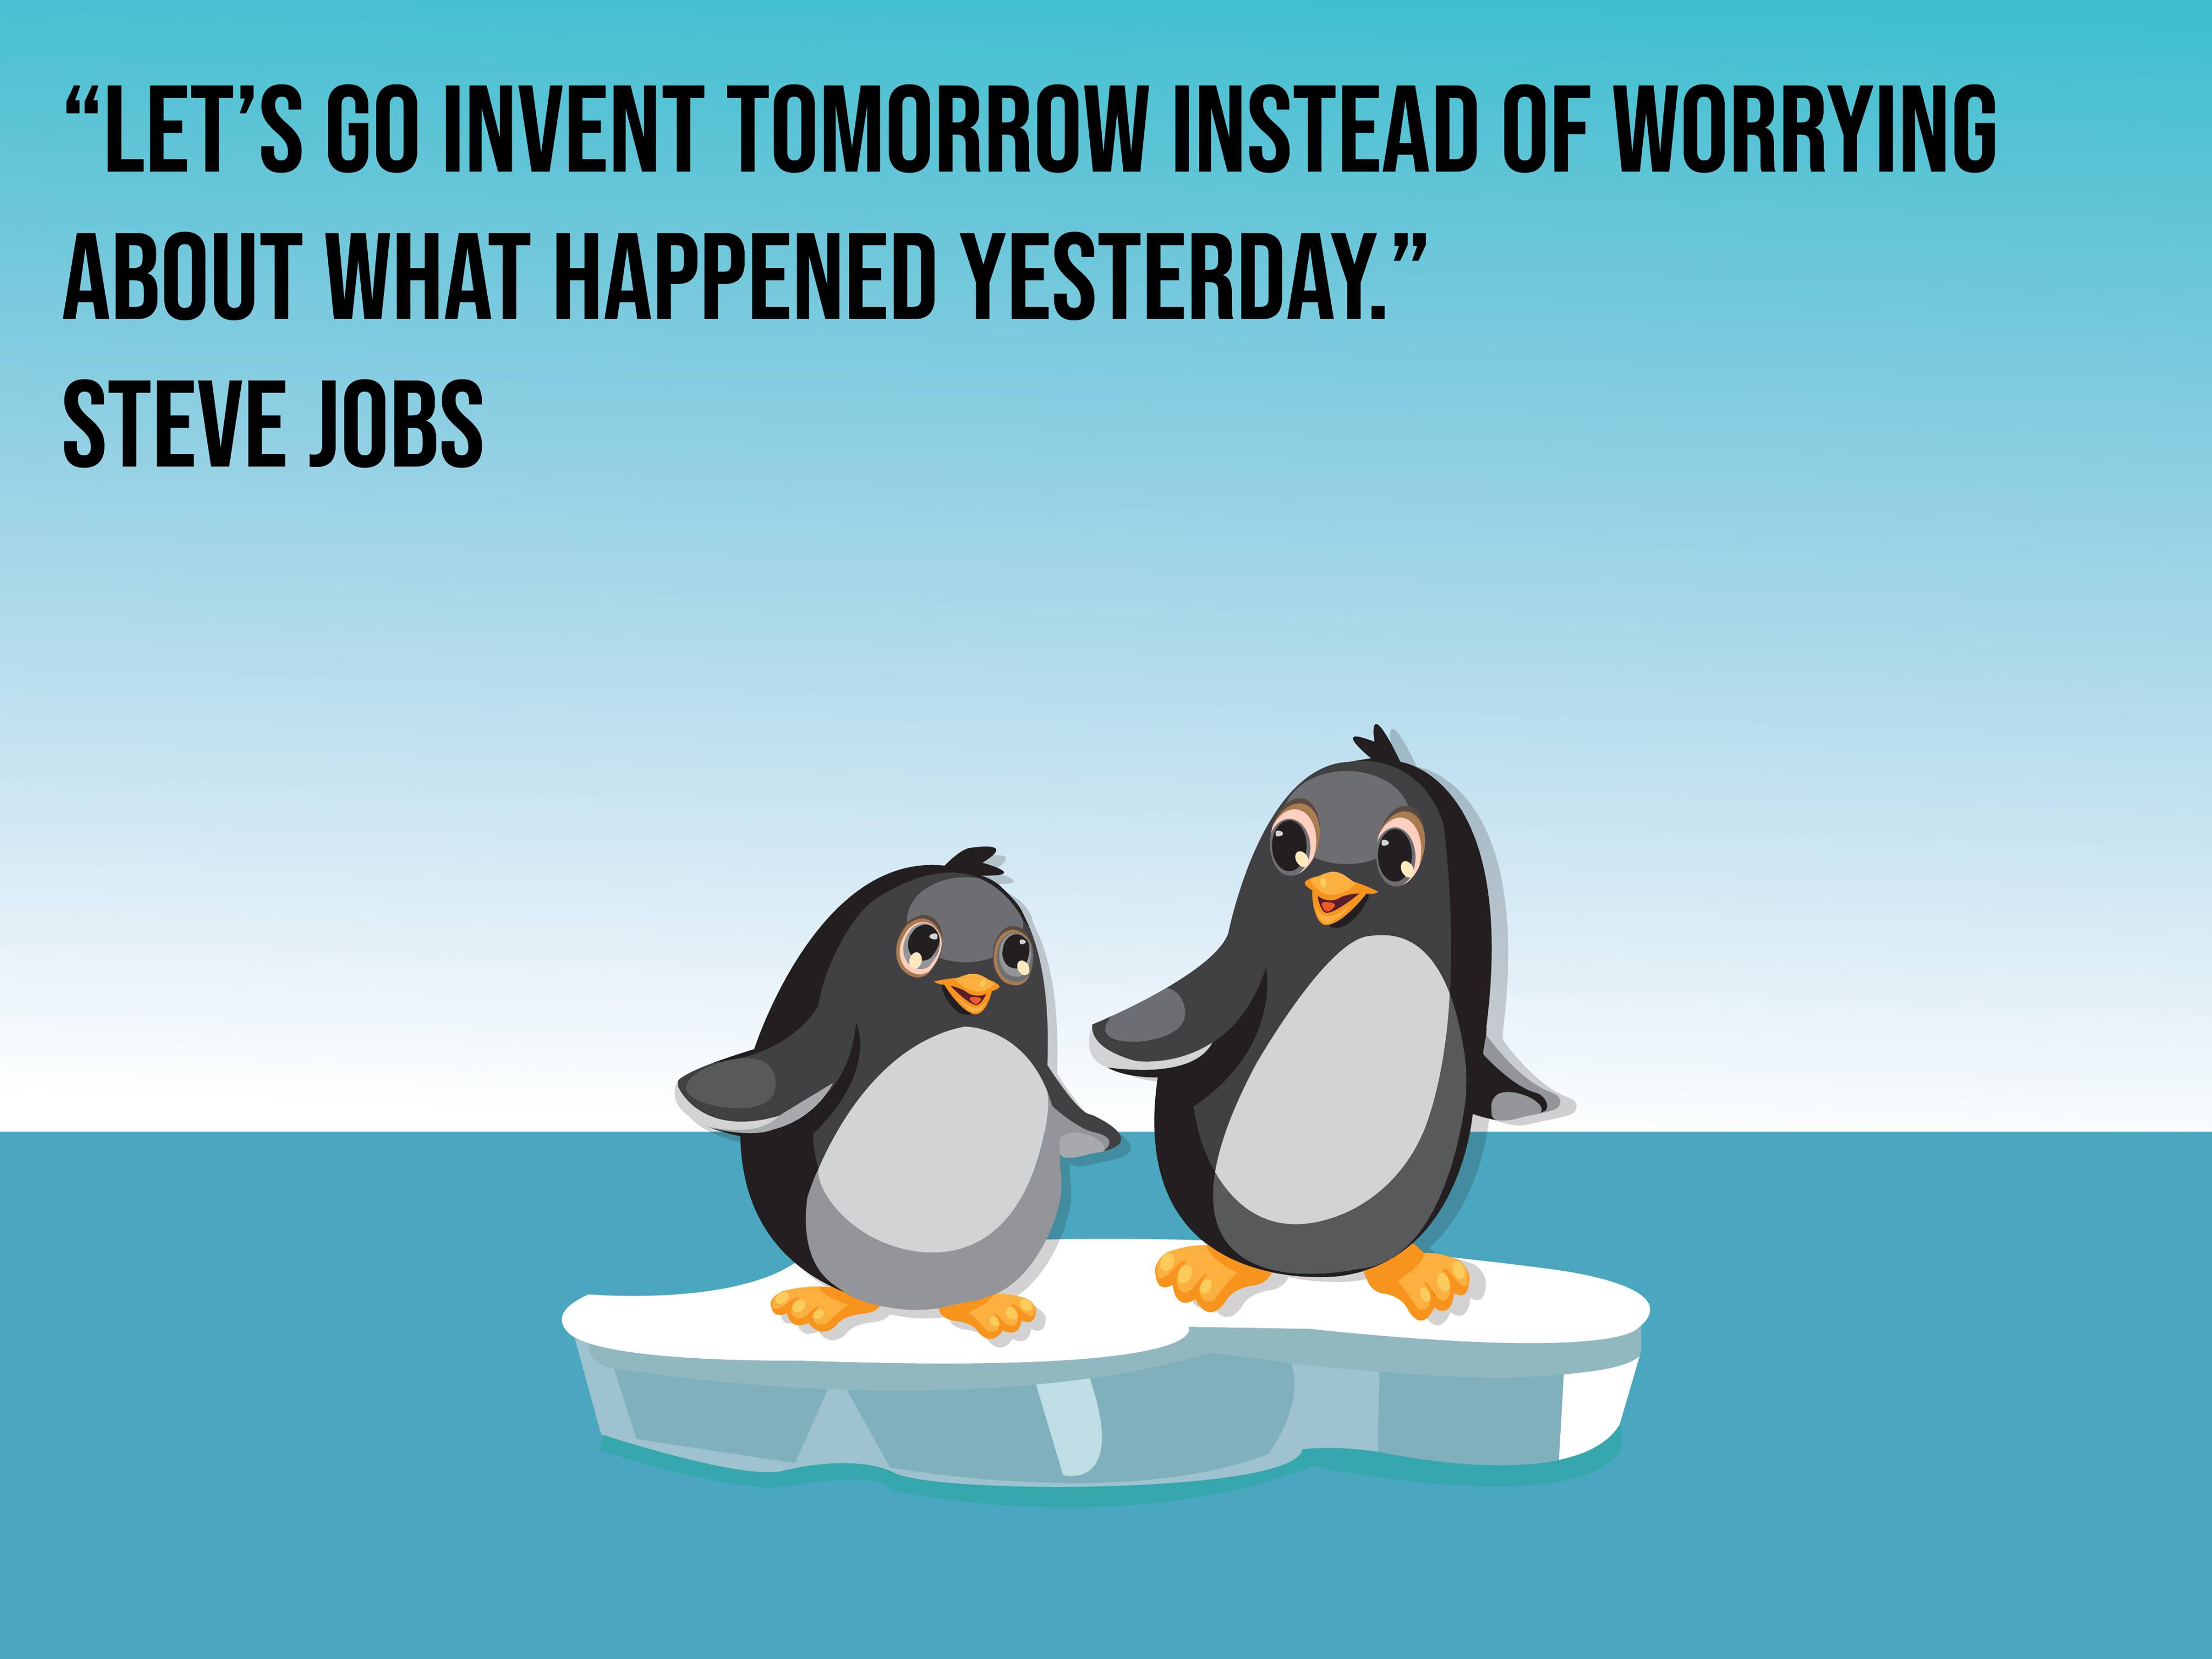 “LET’S GO INVENT TOMORROW INSTEAD OF WORRYING
ABOUT WHAT HAPPENED YESTERDAY.”
STEVE JOBS